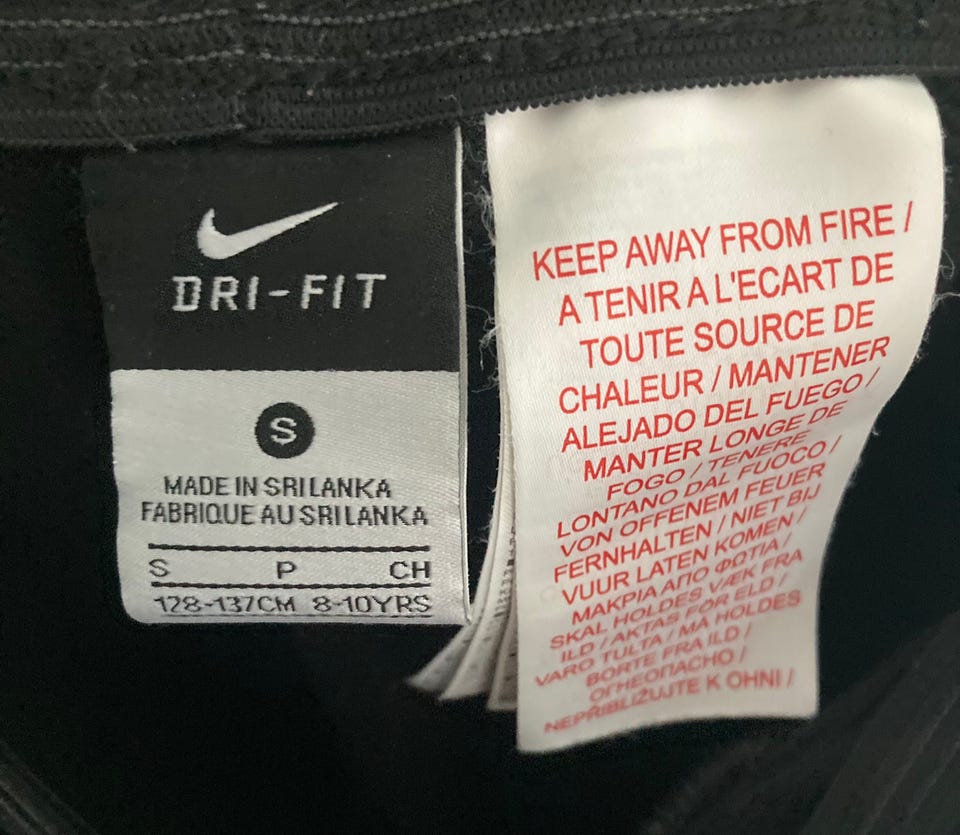 DRI-FIT
S
MADE IN SRI LANKA
FABRIQUE AU SRI LANKA
S P CH
128-137CM 8-10YRS
KEEP AWAY FROM FIRE /
A TENIR A L'ECART DE
TOUTE SOURCE DE
CHALEUR / MANTENER
ALEJADO DEL FUEGO /
MANTER LONGE DE
FOGO / TENERE
LONTANO DAL FUOCO /
VON OFFENEM FEUER
FERNHALTEN / NIET BIJ
VUUR LATEN KOMEN /
ΜΑΚΡΙΑ ΑΠΟ ΦΩΤΙΑ /
SKAL HOLDES VÆK FRA
ILD / AKTAS FÖR ELD /
VARO TULTA / MÅ HOLDES
BORTE FRA ILD /
ОГНЕОПАСНО /
NEPŘIBLIŽUJTE K OHNI /